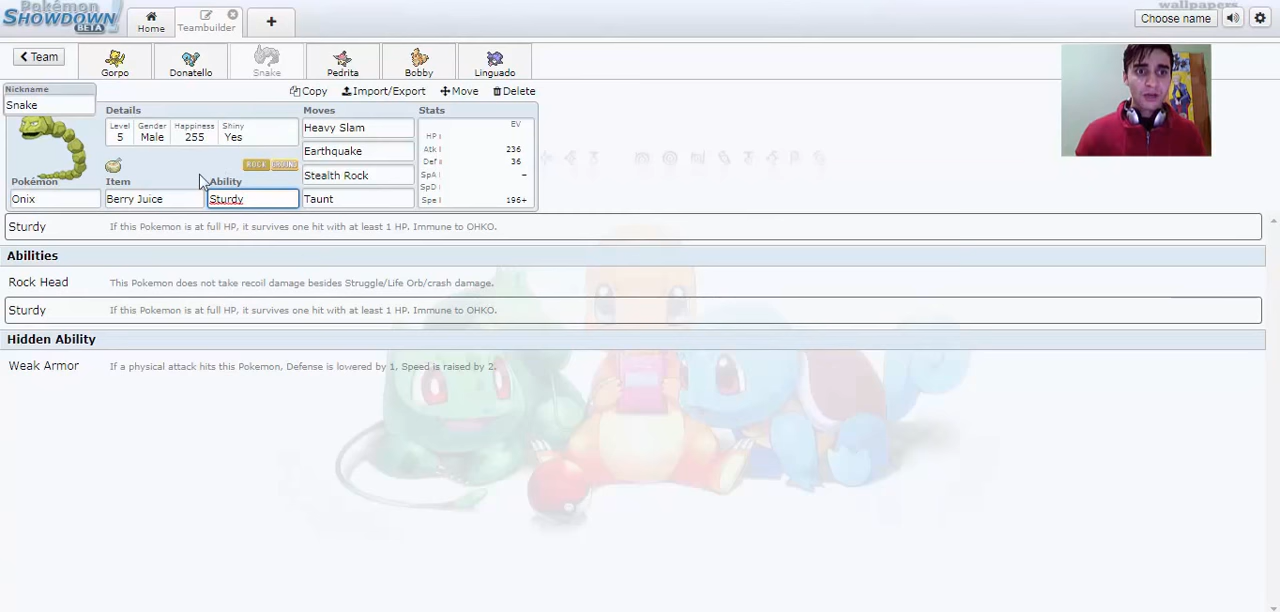 wallpapers
Pokémon
SHOWDOWN
BETA
Home
Teambuilder
+
Choose name
Team
Gorpo
Donatello
Snake
Pedrita
Bobby
Linguado
Nickname
Snake
Copy
Import/Export
Move
Delete
Details
Moves
Stats
Level
Gender
Happiness
Shiny
5
Male
255
Yes
EV
HP
Atk 236
Def 36
SpA –
SpD
Spe 196+
Heavy Slam
Earthquake
Stealth Rock
Taunt
ROCK GROUND
Pokémon
Item
Ability
Onix
Berry Juice
Sturdy
Sturdy If this Pokemon is at full HP, it survives one hit with at least 1 HP. Immune to OHKO.
Abilities
Rock Head This Pokemon does not take recoil damage besides Struggle/Life Orb/crash damage.
Sturdy If this Pokemon is at full HP, it survives one hit with at least 1 HP. Immune to OHKO.
Hidden Ability
Weak Armor If a physical attack hits this Pokemon, Defense is lowered by 1, Speed is raised by 2.